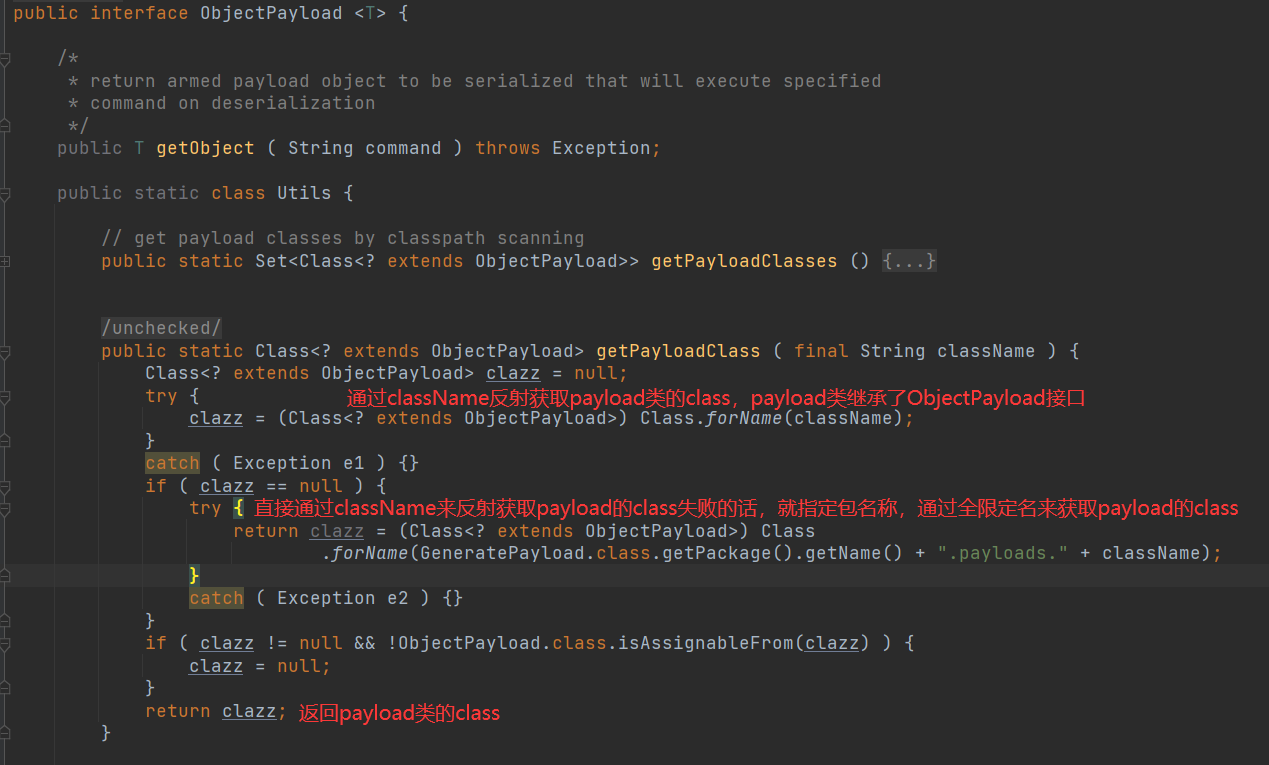 public interface ObjectPayload <T> {
/*
* return armed payload object to be serialized that will execute specified
* command on deserialization
*/
public T getObject ( String command ) throws Exception;
public static class Utils {
// get payload classes by classpath scanning
public static Set<Class<? extends ObjectPayload>> getPayloadClasses () {...}
/unchecked/
public static Class<? extends ObjectPayload> getPayloadClass ( final String className ) {
Class<? extends ObjectPayload> clazz = null;
try { 通过className反射获取payload类的class，payload类继承了ObjectPayload接口
clazz = (Class<? extends ObjectPayload>) Class.forName(className);
}
catch ( Exception e1 ) {}
if ( clazz == null ) {
try { 直接通过className来反射获取payload的class失败的话，就指定包名称，通过全限定名来获取payload的class
return clazz = (Class<? extends ObjectPayload>) Class
.forName(GeneratePayload.class.getPackage().getName() + ".payloads." + className);
}
catch ( Exception e2 ) {}
}
if ( clazz != null && !ObjectPayload.class.isAssignableFrom(clazz) ) {
clazz = null;
}
return clazz; 返回payload类的class
}